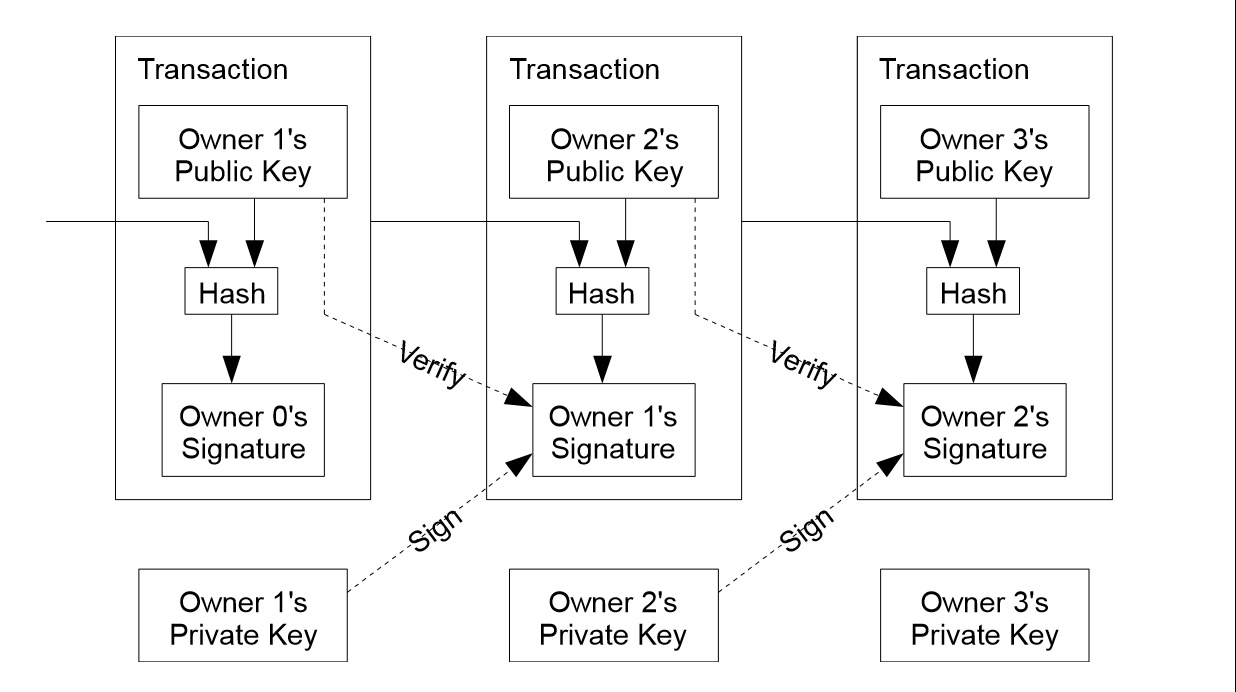 Transaction
Owner 1's
Public Key
Hash
Owner 0's
Signature
Transaction
Owner 2's
Public Key
Hash
Verify
Owner 1's
Signature
Sign
Transaction
Owner 3's
Public Key
Hash
Verify
Owner 2's
Signature
Sign
Owner 1's
Private Key
Owner 2's
Private Key
Owner 3's
Private Key